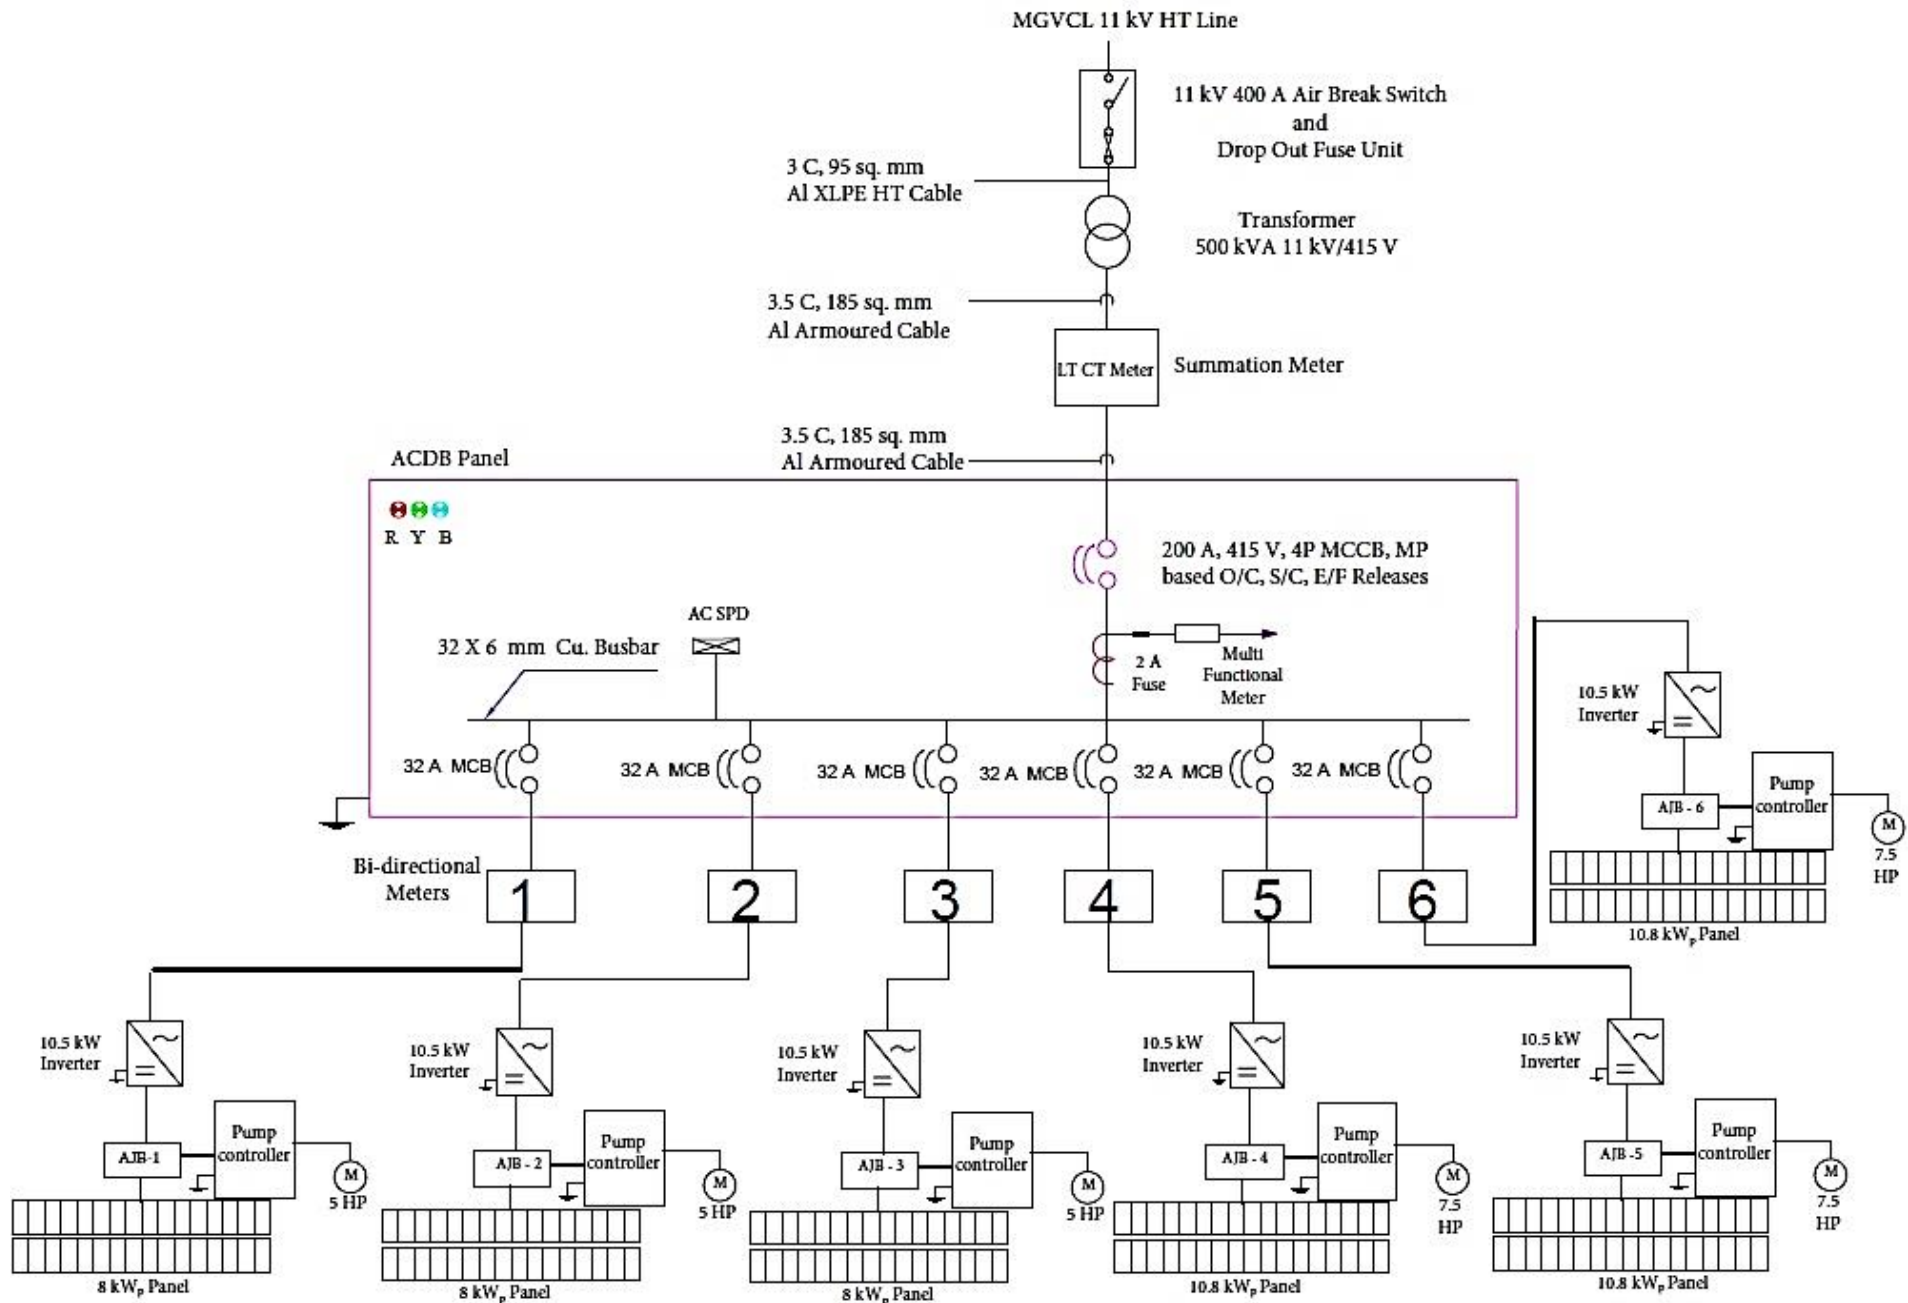 MGVCL 11 kV HT Line
11 kV 400 A Air Break Switch
and
Drop Out Fuse Unit
3 C, 95 sq. mm
Al XLPE HT Cable
Transformer
500 kVA 11 kV/415 V
3.5 C, 185 sq. mm
Al Armoured Cable
LT CT Meter
Summation Meter
3.5 C, 185 sq. mm
Al Armoured Cable
ACDB Panel
R Y B
200 A, 415 V, 4P MCCB, MP
based O/C, S/C, E/F Releases
AC SPD
32 X 6 mm Cu. Busbar
2 A
Fuse
Multi
Functional
Meter
32 A MCB
32 A MCB
32 A MCB
32 A MCB
32 A MCB
32 A MCB
Bi-directional
Meters
1
2
3
4
5
6
10.5 kW
Inverter
AJB - 6
Pump
controller
M
7.5
HP
10.8 kWp Panel
10.5 kW
Inverter
AJB-1
Pump
controller
M
5 HP
8 kWp Panel
10.5 kW
Inverter
AJB - 2
Pump
controller
M
5 HP
8 kWp Panel
10.5 kW
Inverter
AJB - 3
Pump
controller
M
5 HP
8 kWp Panel
10.5 kW
Inverter
AJB - 4
Pump
controller
M
7.5
HP
10.8 kWp Panel
10.5 kW
Inverter
AJB -5
Pump
controller
M
7.5
HP
10.8 kWp Panel